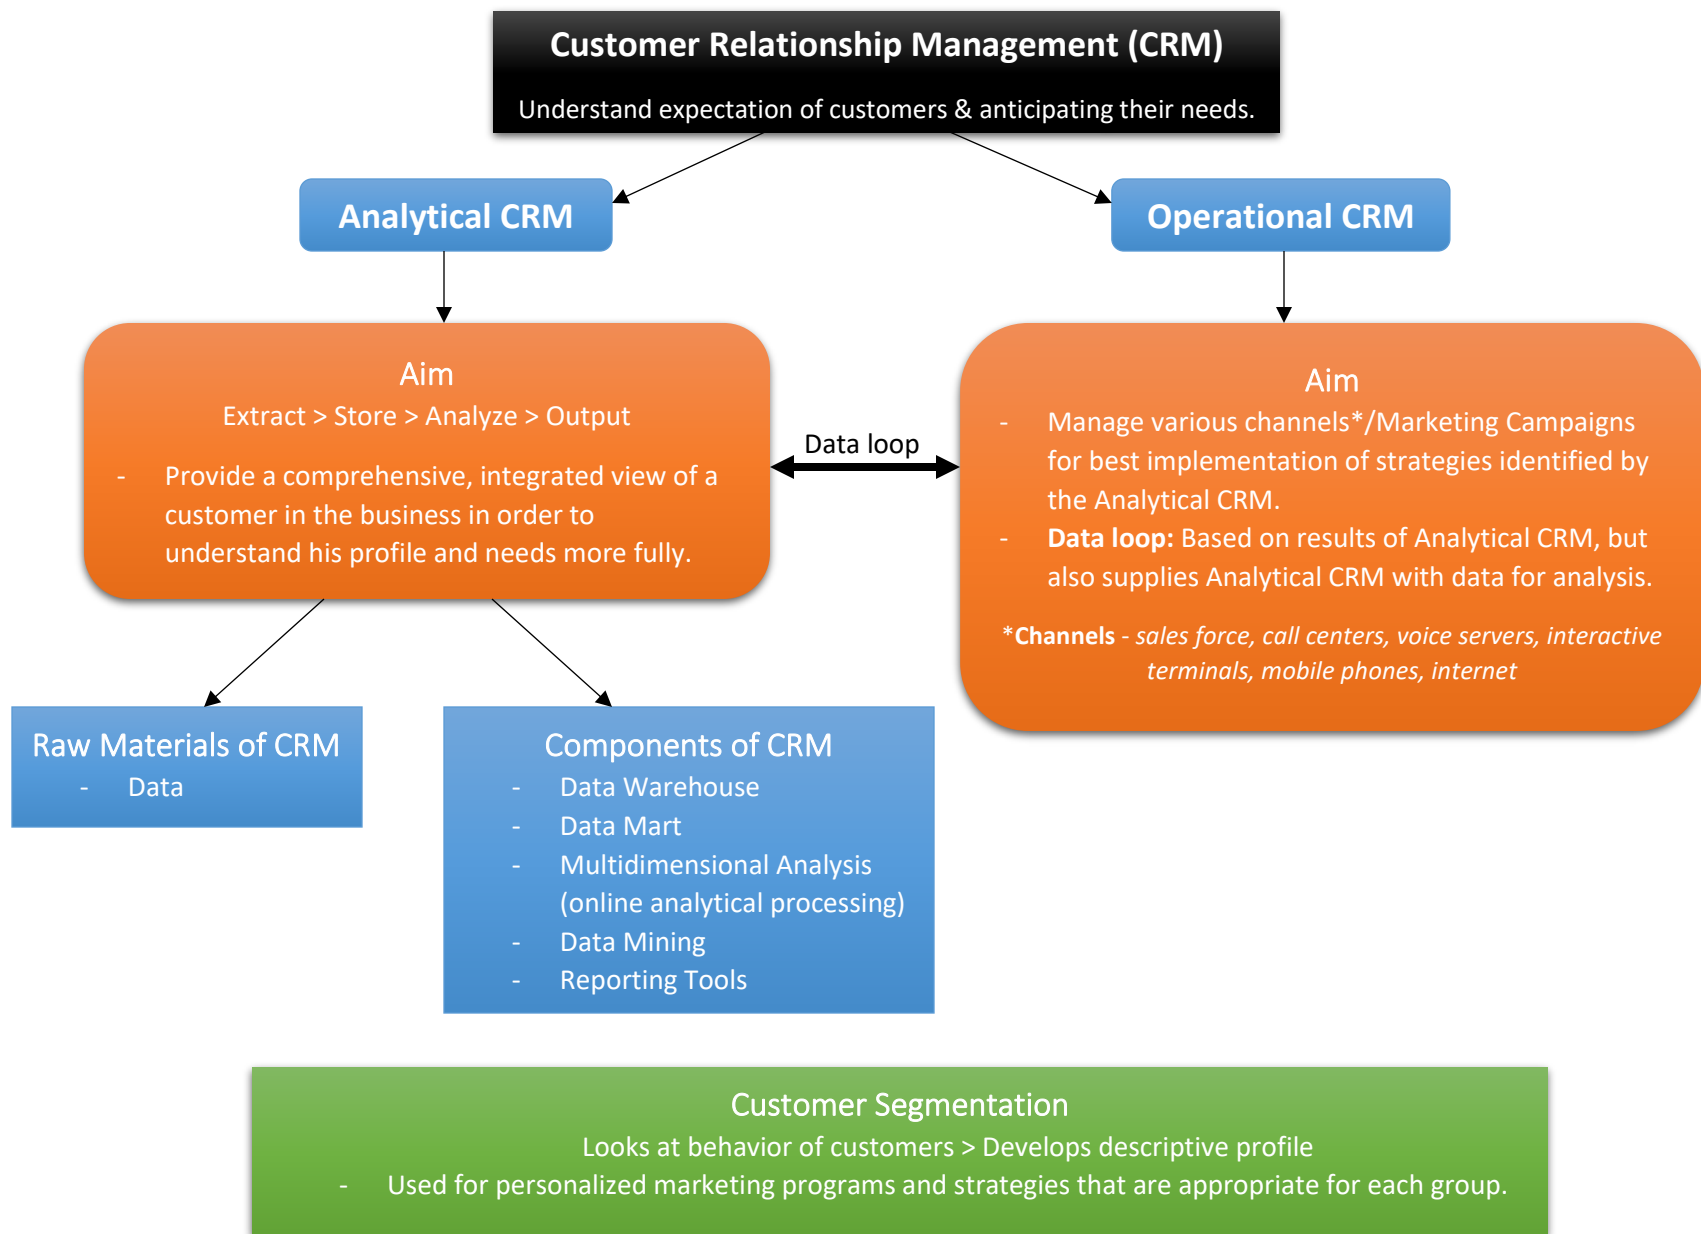 Customer Relationship Management (CRM)
Understand expectation of customers & anticipating their needs.
Analytical CRM
Operational CRM
Aim
Extract > Store > Analyze > Output
- Provide a comprehensive, integrated view of a
customer in the business in order to
understand his profile and needs more fully.
Data loop
Aim
- Manage various channels*/Marketing Campaigns
for best implementation of strategies identified by
the Analytical CRM.
- Data loop: Based on results of Analytical CRM, but
also supplies Analytical CRM with data for analysis.
*Channels - sales force, call centers, voice servers, interactive
terminals, mobile phones, internet
Raw Materials of CRM
- Data
Components of CRM
- Data Warehouse
- Data Mart
- Multidimensional Analysis
(online analytical processing)
- Data Mining
- Reporting Tools
Customer Segmentation
Looks at behavior of customers > Develops descriptive profile
- Used for personalized marketing programs and strategies that are appropriate for each group.